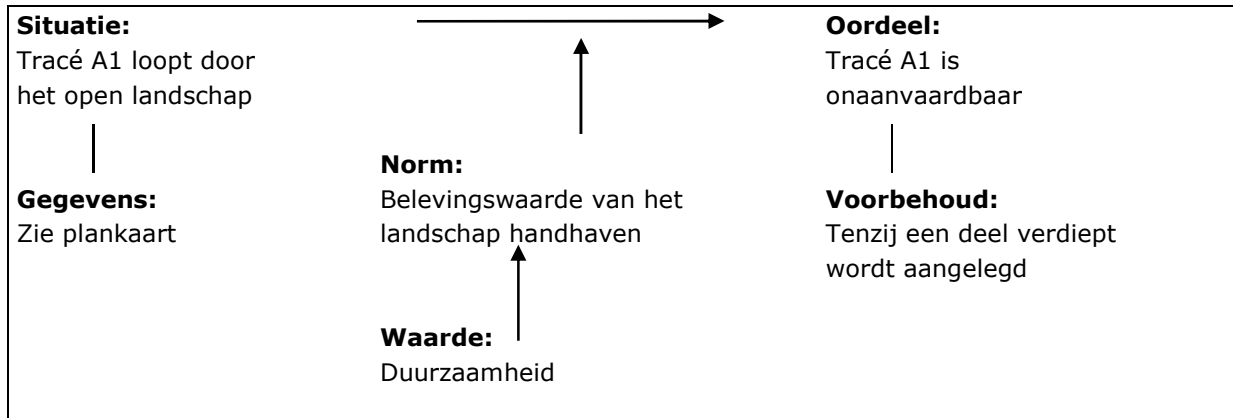 Situatie:
Tracé A1 loopt door
het open landschap
Gegevens:
Zie plankaart
Norm:
Belevingswaarde van het
landschap handhaven
Waarde:
Duurzaamheid
Oordeel:
Tracé A1 is
onaanvaardbaar
Voorbehoud:
Tenzij een deel verdiept
wordt aangelegd